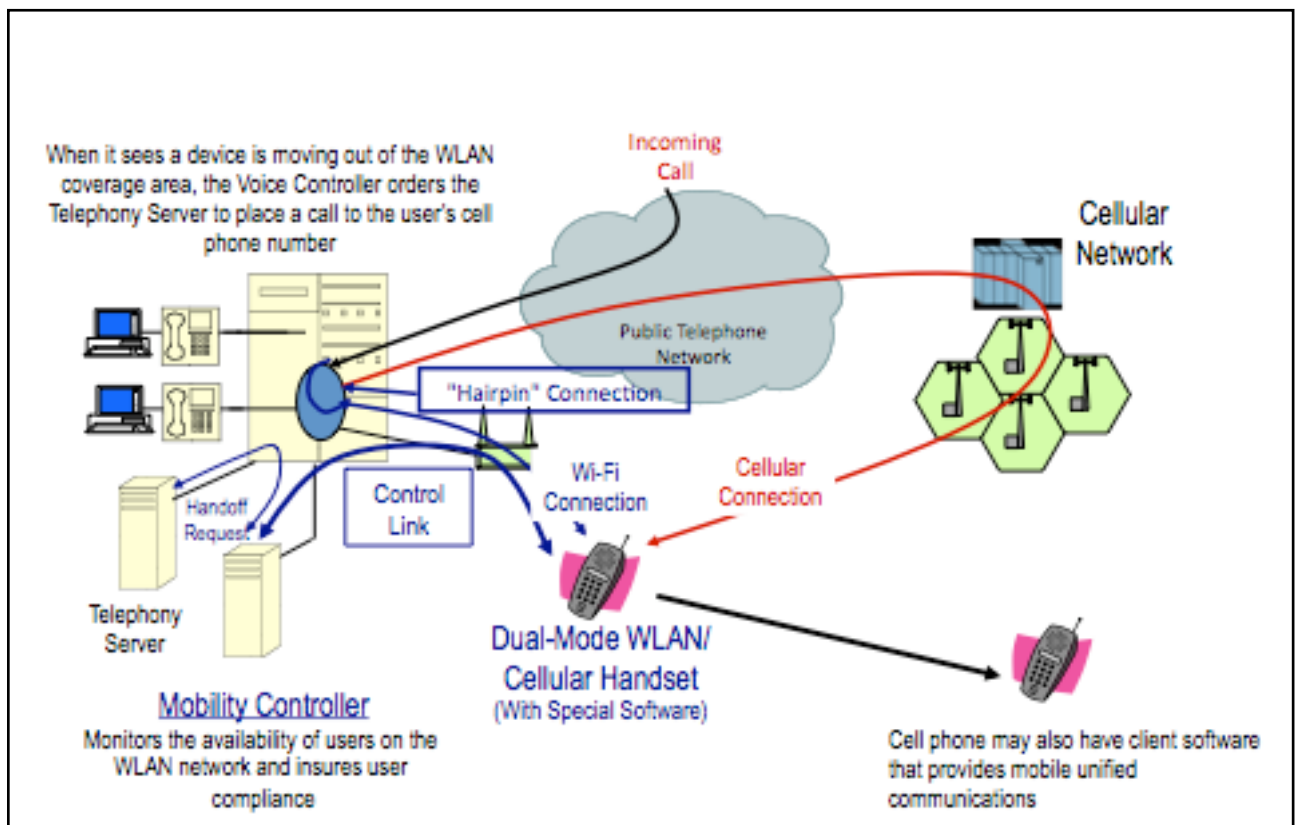 When it sees a device is moving out of the WLAN
coverage area, the Voice Controller orders the
Telephony Server to place a call to the user's cell
phone number
Incoming
Call
Cellular
Network
Public Telephone
Network
"Hairpin" Connection
Wi-Fi
Connection
Cellular
Connection
Control
Link
Handoff
Request
Telephony
Server
Dual-Mode WLAN/
Cellular Handset
(With Special Software)
Mobility Controller
Monitors the availability of users on the
WLAN network and insures user
compliance
Cell phone may also have client software
that provides mobile unified
communications